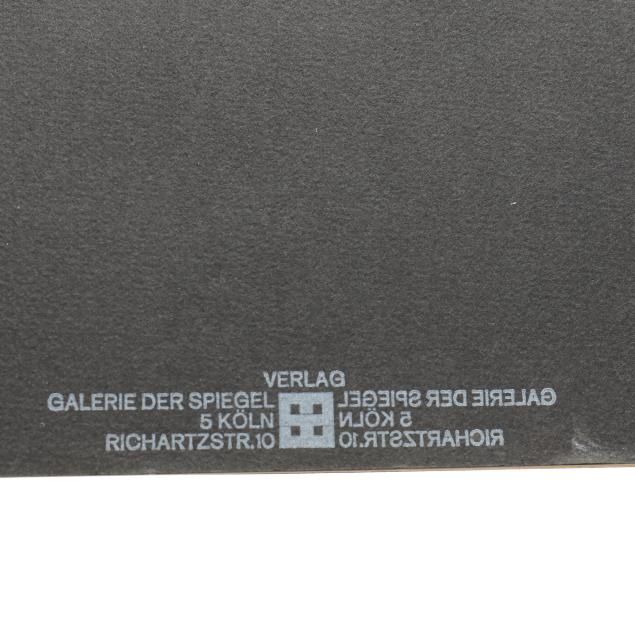 VERLAG
GALERIE DER SPIEGEL GALERIE DER SPIEGEL
5 KÖLN 5 KÖLN
RICHARTZSTR.10 RICHARTZSTR.10